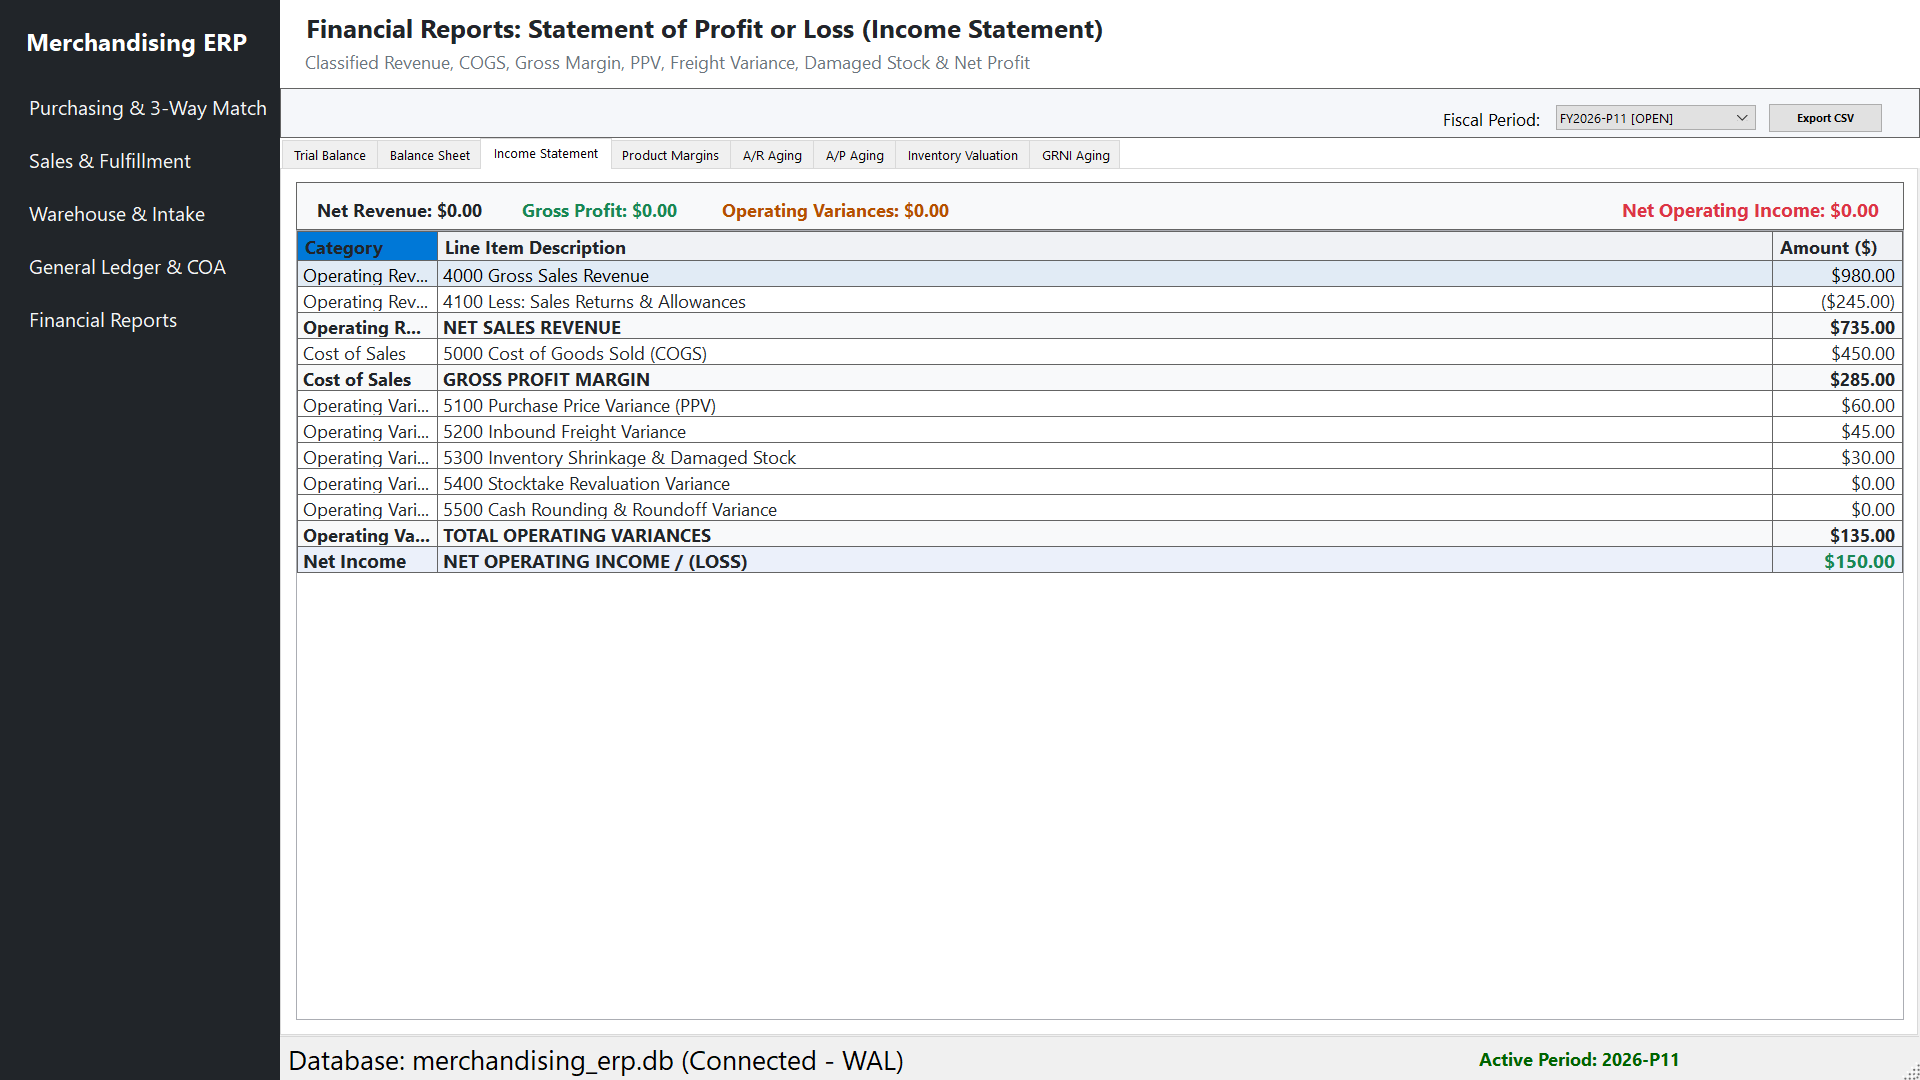 Merchandising ERP
Purchasing & 3-Way Match
Sales & Fulfillment
Warehouse & Intake
General Ledger & COA
Financial Reports
Financial Reports: Statement of Profit or Loss (Income Statement)
Classified Revenue, COGS, Gross Margin, PPV, Freight Variance, Damaged Stock & Net Profit
Fiscal Period: FY2026-P11 [OPEN] Export CSV
Trial Balance Balance Sheet Income Statement Product Margins A/R Aging A/P Aging Inventory Valuation GRNI Aging
Net Revenue: $0.00 Gross Profit: $0.00 Operating Variances: $0.00 Net Operating Income: $0.00
Category Line Item Description Amount ($)
Operating Rev... 4000 Gross Sales Revenue $980.00
Operating Rev... 4100 Less: Sales Returns & Allowances ($245.00)
Operating R... NET SALES REVENUE $735.00
Cost of Sales 5000 Cost of Goods Sold (COGS) $450.00
Cost of Sales GROSS PROFIT MARGIN $285.00
Operating Vari... 5100 Purchase Price Variance (PPV) $60.00
Operating Vari... 5200 Inbound Freight Variance $45.00
Operating Vari... 5300 Inventory Shrinkage & Damaged Stock $30.00
Operating Vari... 5400 Stocktake Revaluation Variance $0.00
Operating Vari... 5500 Cash Rounding & Roundoff Variance $0.00
Operating Va... TOTAL OPERATING VARIANCES $135.00
Net Income NET OPERATING INCOME / (LOSS) $150.00
Database: merchandising_erp.db (Connected - WAL) Active Period: 2026-P11